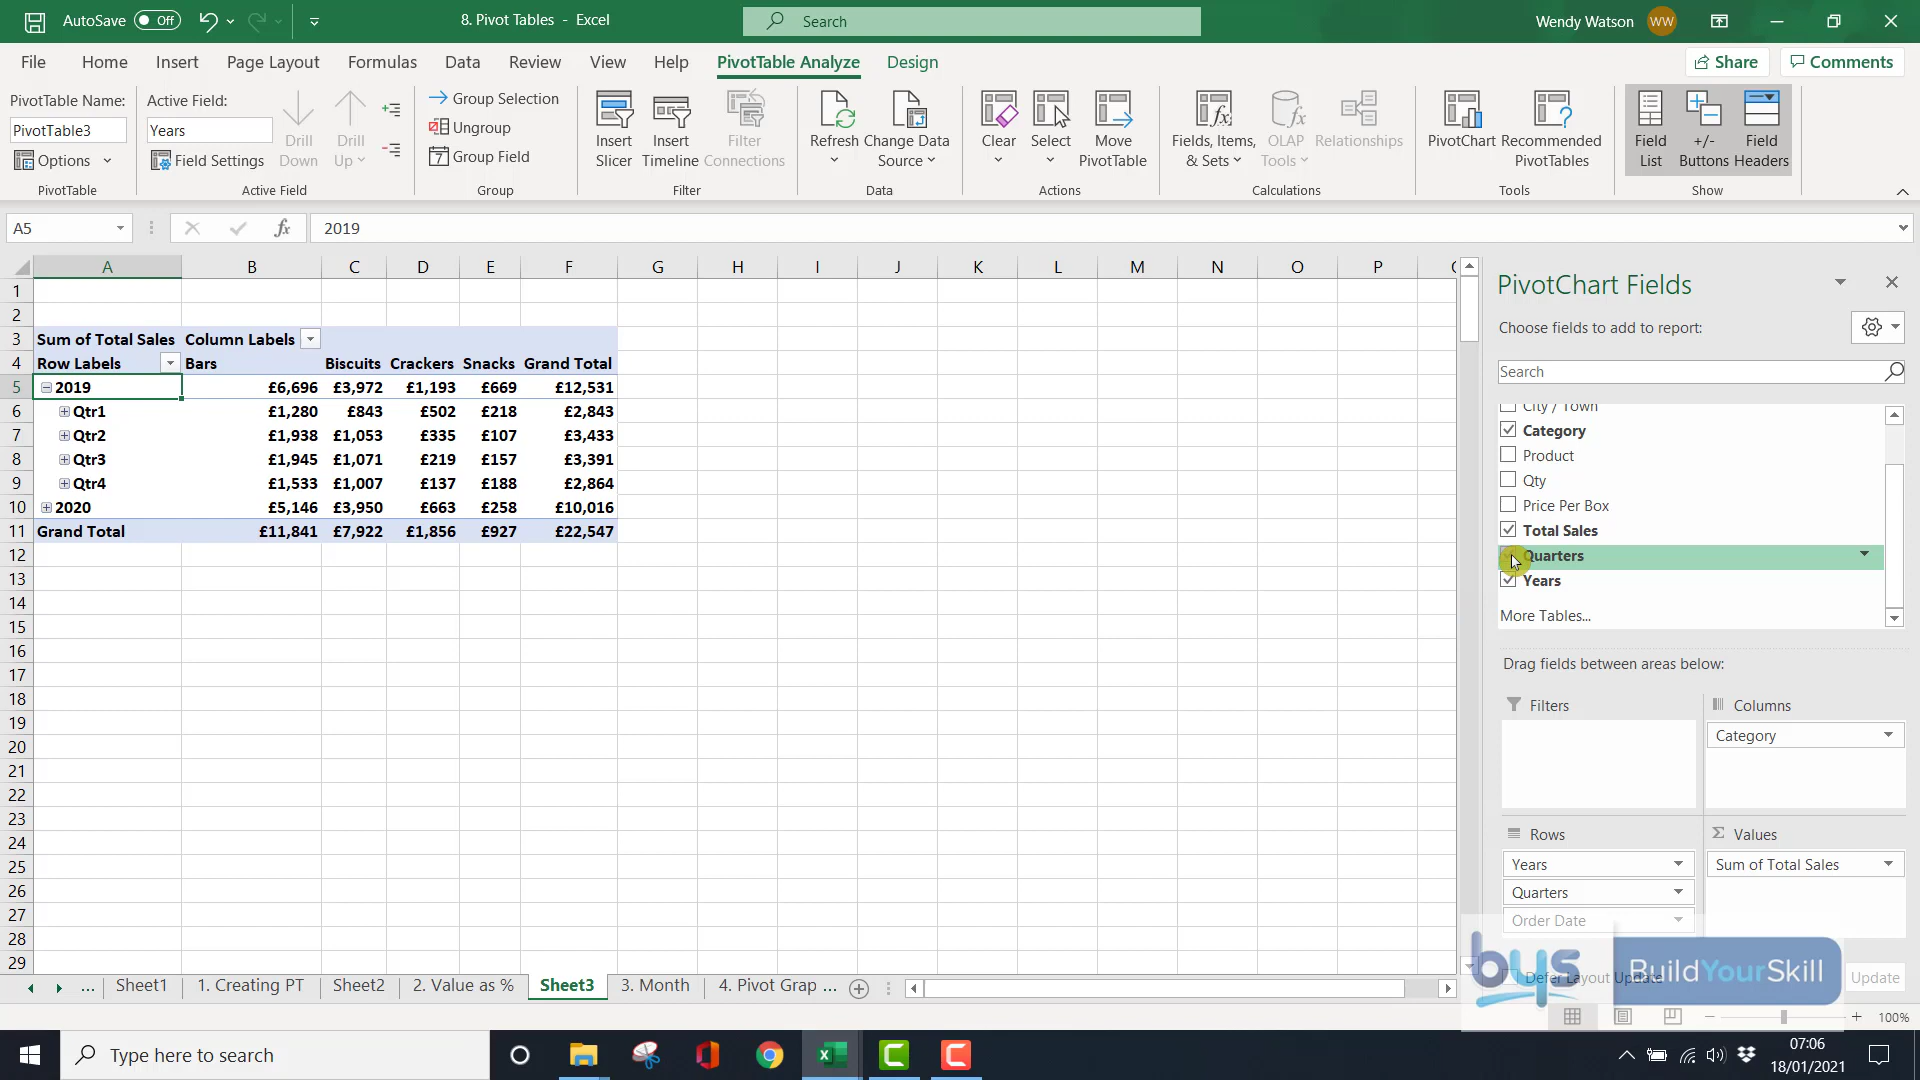 AutoSave Off
8. Pivot Tables - Excel
Search
Wendy Watson WW
File Home Insert Page Layout Formulas Data Review View Help PivotTable Analyze Design Share Comments
PivotTable Name:
PivotTable3
Options
PivotTable
Active Field:
Years
Field Settings
Drill Down
Drill Up
Active Field
Group Selection
Ungroup
Group Field
Group
Insert Slicer
Insert Timeline
Filter Connections
Filter
Refresh
Change Data Source
Data
Clear
Select
Move PivotTable
Actions
Fields, Items, & Sets
OLAP Tools
Relationships
Calculations
PivotChart
Recommended PivotTables
Tools
Field List
+/- Buttons
Field Headers
Show
A5 fx 2019
A B C D E F G H I J K L M N O P
1
2
3 Sum of Total Sales Column Labels
4 Row Labels Bars Biscuits Crackers Snacks Grand Total
5 2019 £6,696 £3,972 £1,193 £669 £12,531
6 Qtr1 £1,280 £843 £502 £218 £2,843
7 Qtr2 £1,938 £1,053 £335 £107 £3,433
8 Qtr3 £1,945 £1,071 £219 £157 £3,391
9 Qtr4 £1,533 £1,007 £137 £188 £2,864
10 2020 £5,146 £3,950 £663 £258 £10,016
11 Grand Total £11,841 £7,922 £1,856 £927 £22,547
12
13
14
15
16
17
18
19
20
21
22
23
24
25
26
27
28
29
PivotChart Fields
Choose fields to add to report:
Search
City / Town
Category
Product
Qty
Price Per Box
Total Sales
Quarters
Years
More Tables...
Drag fields between areas below:
Filters
Columns
Category
Rows
Years
Quarters
Order Date
Σ Values
Sum of Total Sales
Defer Layout Update
Update
bys BuildYourSkill
... Sheet1 1. Creating PT Sheet2 2. Value as % Sheet3 3. Month 4. Pivot Grap ...
100%
Type here to search
07:06
18/01/2021